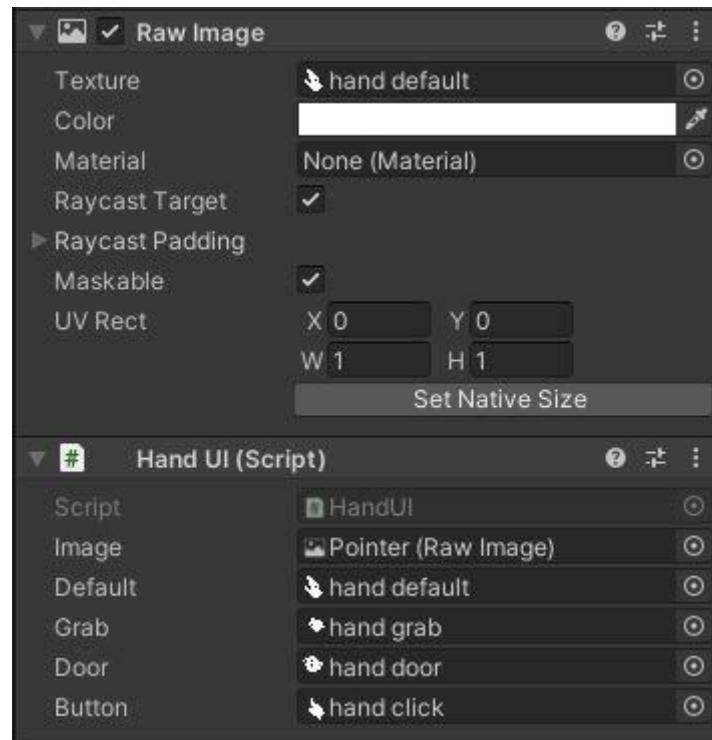 Raw Image
Texture hand default
Color
Material None (Material)
Raycast Target
Raycast Padding
Maskable
UV Rect X 0 Y 0
W 1 H 1
Set Native Size
# Hand UI (Script)
Script HandUI
Image Pointer (Raw Image)
Default hand default
Grab hand grab
Door hand door
Button hand click